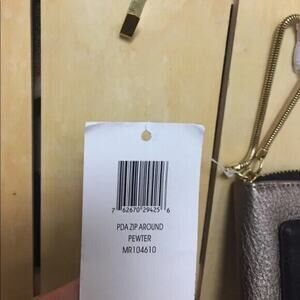 7 62670 29425 6
PDA ZIP AROUND
PEWTER
MR104610